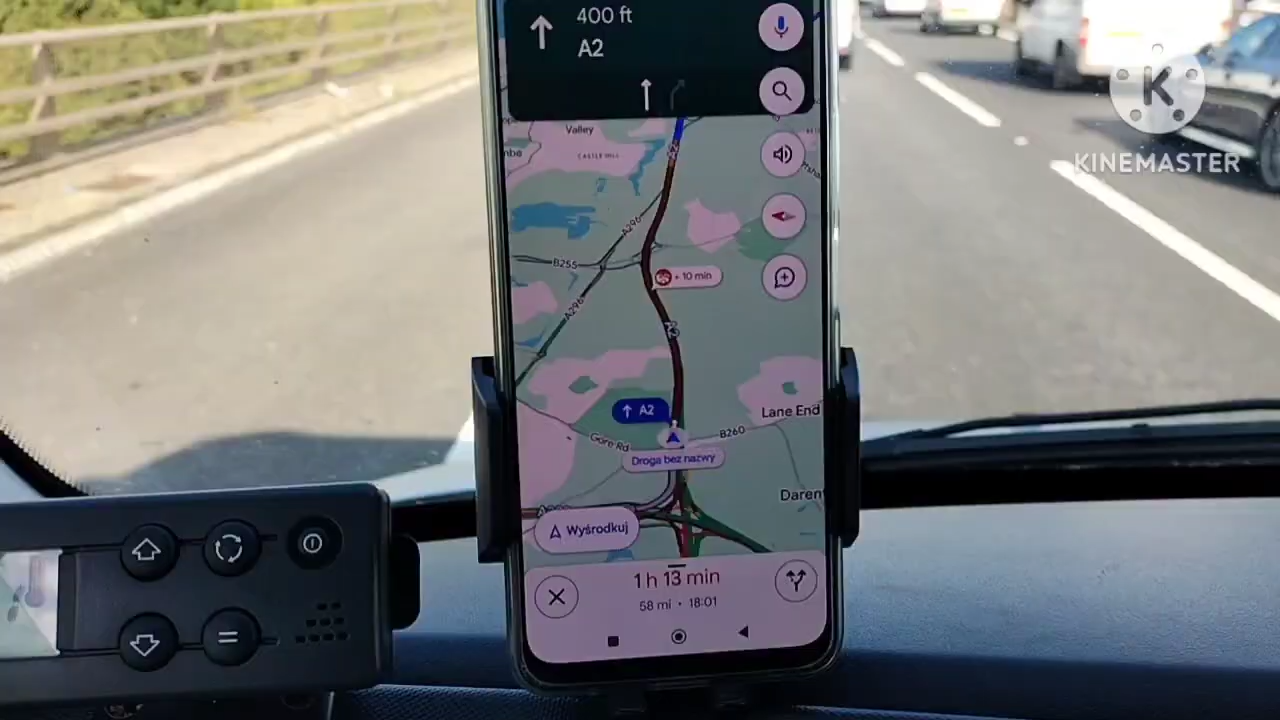 400 ft
A2
K
KINEMASTER
Valley
CASTLE HILL
A296
B255
+ 10 min
A296
A2
Lane End
Gore Rd
B260
Droga bez nazwy
Daren
Wyśrodkuj
1 h 13 min
58 mi • 18:01